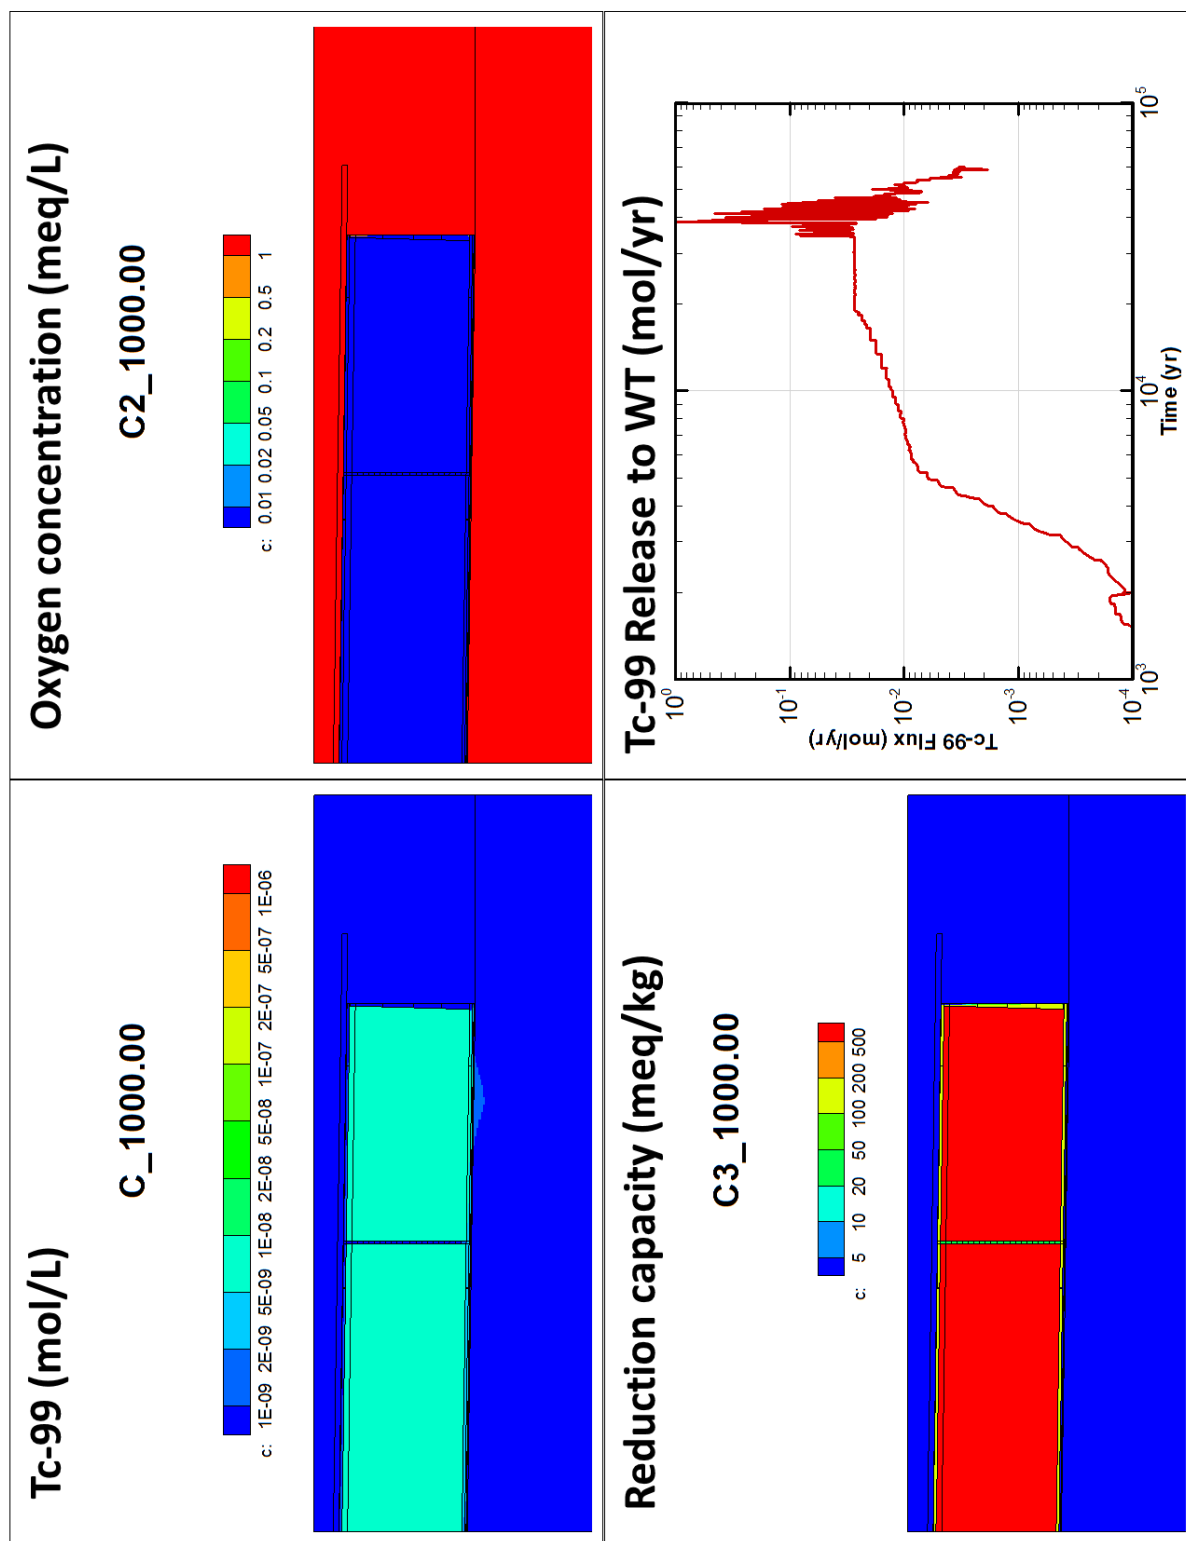 Tc-99 (mol/L)
C_1000.00
c: 1E-09 2E-09 5E-09 1E-08 2E-08 5E-08 1E-07 2E-07 5E-07 1E-06
Oxygen concentration (meq/L)
C2_1000.00
c: 0.01 0.02 0.05 0.1 0.2 0.5 1
Reduction capacity (meq/kg)
C3_1000.00
c: 5 10 20 50 100 200 500
Tc-99 Release to WT (mol/yr)
10^0
10^-1
10^-2
10^-3
10^-4
Tc-99 Flux (mol/yr)
10^3 10^4 10^5
Time (yr)